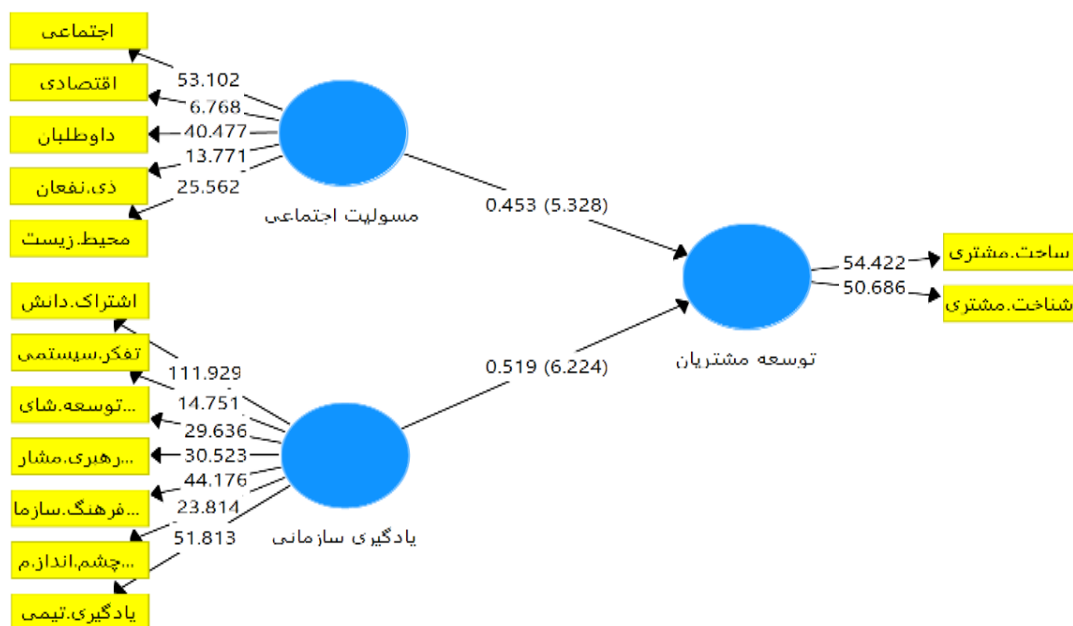 اجتماعی
اقتصادی
داوطلبان
ذی.نفعان
محیط.زیست
53.102
6.768
40.477
13.771
25.562
مسولیت اجتماعی
0.453 (5.328)
اشتراک.دانش
تفکر.سیستمی
توسعه.شای...
رهبری.مشار...
فرهنگ.سازما...
چشم.انداز.م...
یادگیری.تیمی
111.929
14.751
29.636
30.523
44.176
23.814
51.813
یادگیری سازمانی
0.519 (6.224)
توسعه مشتریان
54.422
50.686
ساخت.مشتری
شناخت.مشتری